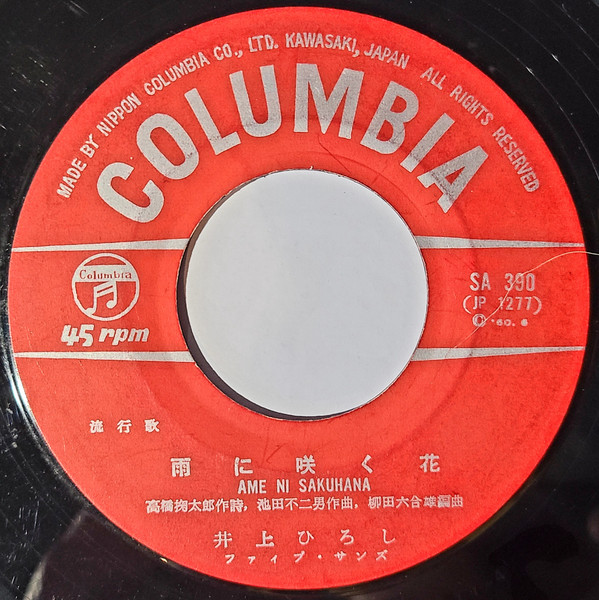 MADE BY NIPPON COLUMBIA CO., LTD. KAWASAKI, JAPAN ALL RIGHTS RESERVED
COLUMBIA
Columbia
45 rpm
SA 390
(JP 1277)
Ⓒ '60. 6
流行歌
雨に咲く花
AME NI SAKUHANA
高橋掬太郎作詩, 池田不二男作曲, 柳田六合雄編曲
井上ひろし
ファイブ・サンズ